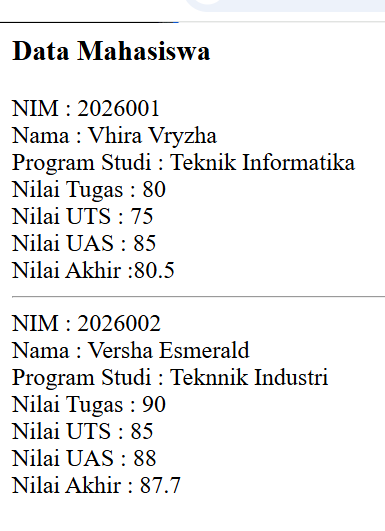 Data Mahasiswa
NIM : 2026001
Nama : Vhira Vryzha
Program Studi : Teknik Informatika
Nilai Tugas : 80
Nilai UTS : 75
Nilai UAS : 85
Nilai Akhir :80.5
NIM : 2026002
Nama : Versha Esmerald
Program Studi : Teknnik Industri
Nilai Tugas : 90
Nilai UTS : 85
Nilai UAS : 88
Nilai Akhir : 87.7